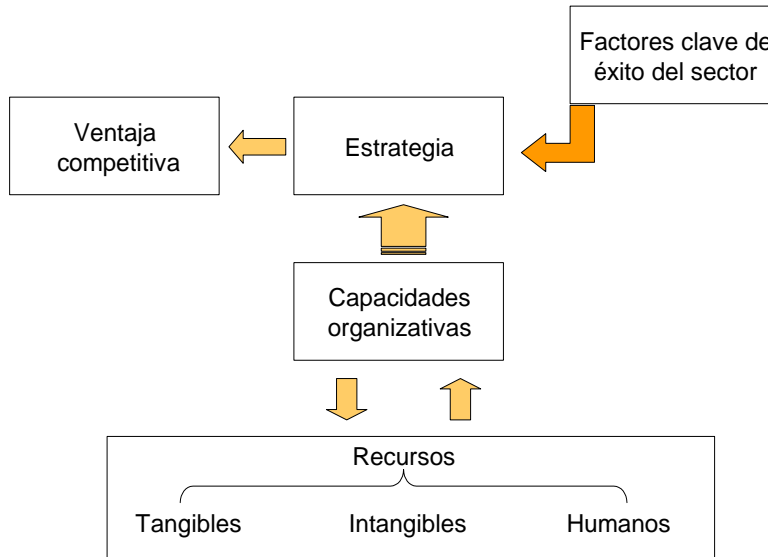 Factores clave de
éxito del sector
Ventaja
competitiva
Estrategia
Capacidades
organizativas
Recursos
Tangibles
Intangibles
Humanos